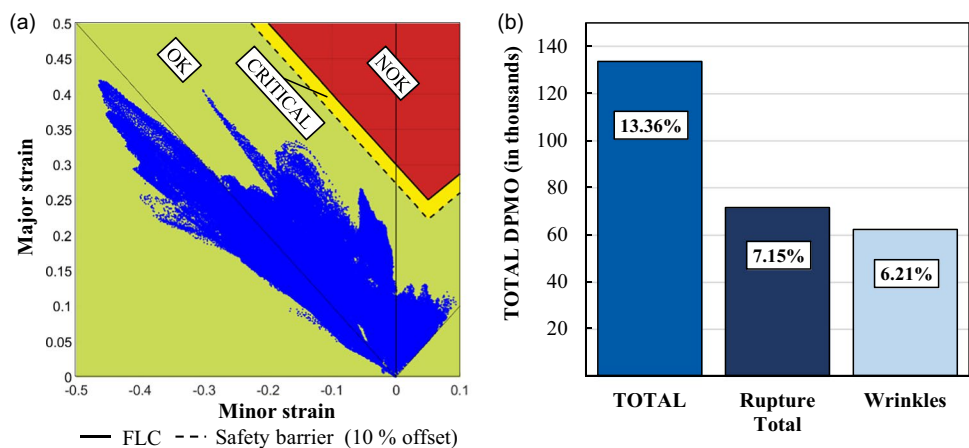 (a)
0.5
0.45
0.4
0.35
0.3
0.25
0.2
0.15
0.1
0.05
0
Major strain
OK
CRITICAL
NOK
-0.5 -0.4 -0.3 -0.2 -0.1 0 0.1
Minor strain
FLC Safety barrier (10 % offset)
(b)
140
120
100
80
60
40
20
TOTAL DPMO (in thousands)
13.36%
7.15%
6.21%
TOTAL Rupture Wrinkles
Total